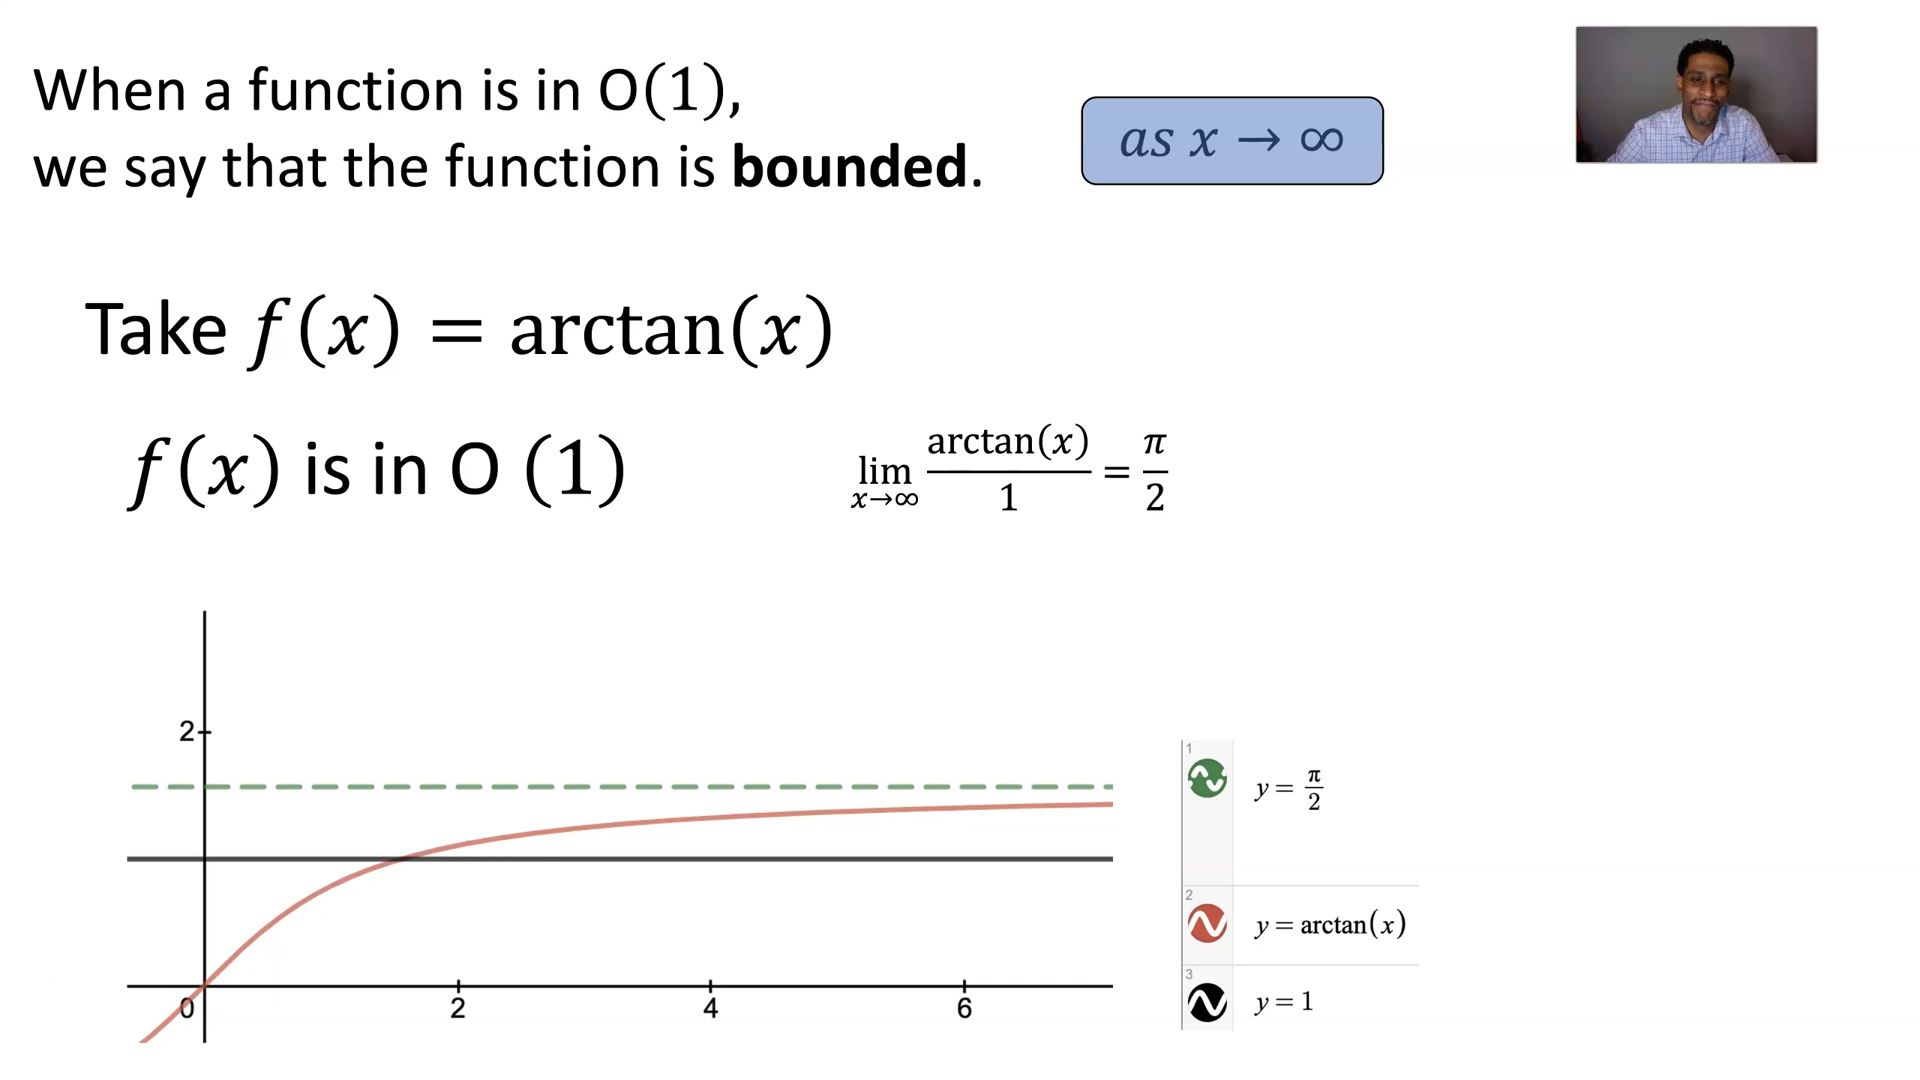 When a function is in O(1),
we say that the function is bounded.
as x → ∞
Take f(x) = arctan(x)
f(x) is in O (1)
lim x→∞ arctan(x)/1 = π/2
2
0
2
4
6
1
y = π/2
2
y = arctan(x)
3
y = 1